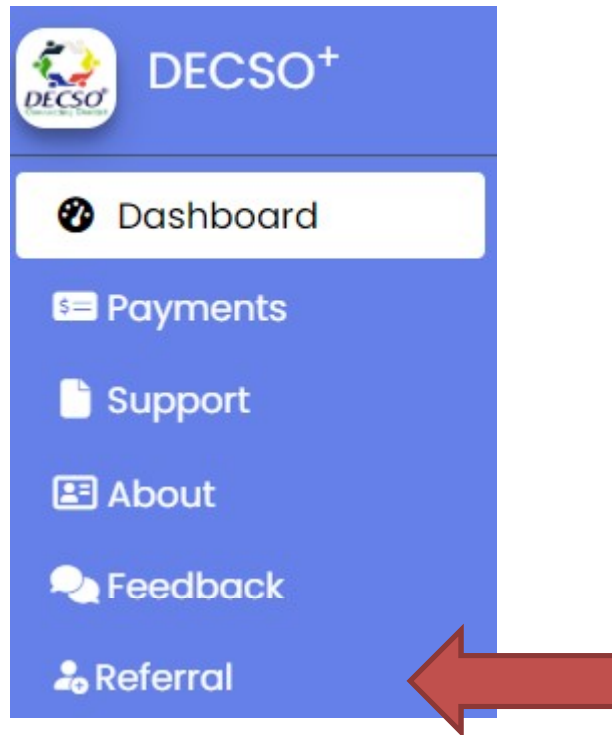 DECSO+
DECSO
Dashboard
Payments
Support
About
Feedback
Referral